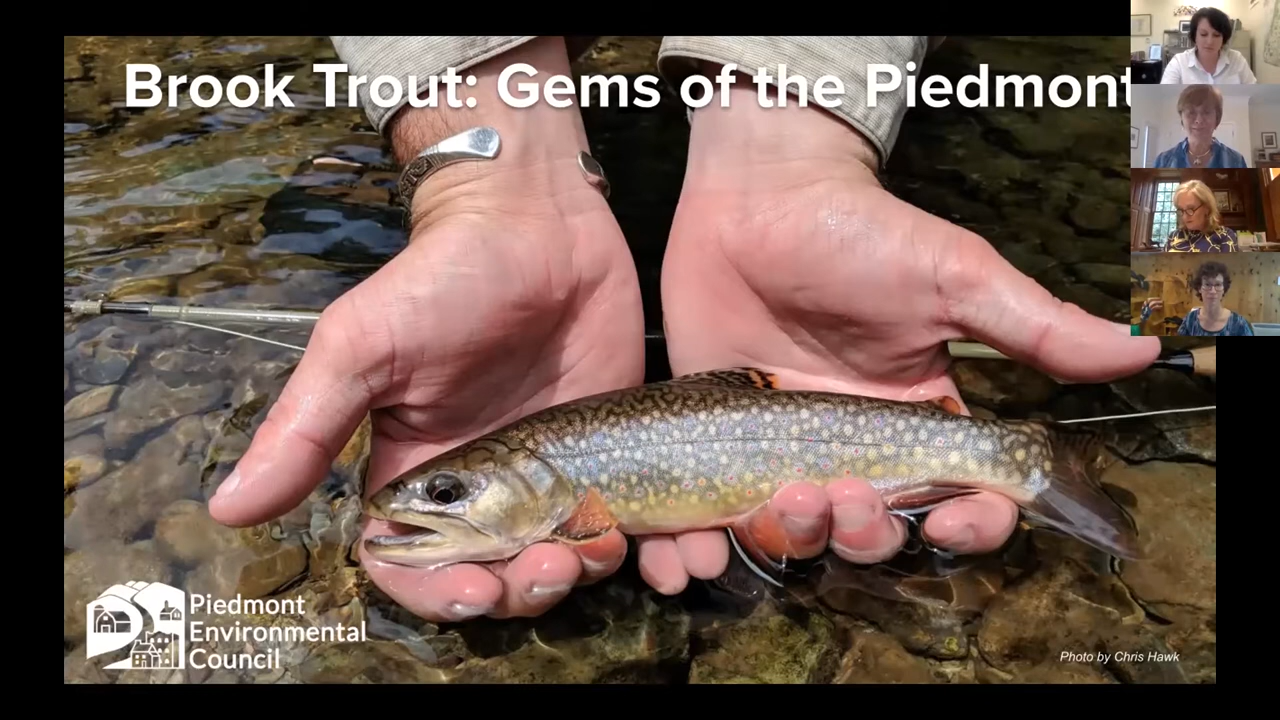 Brook Trout: Gems of the Piedmont
Piedmont
Environmental
Council
Photo by Chris Hawk